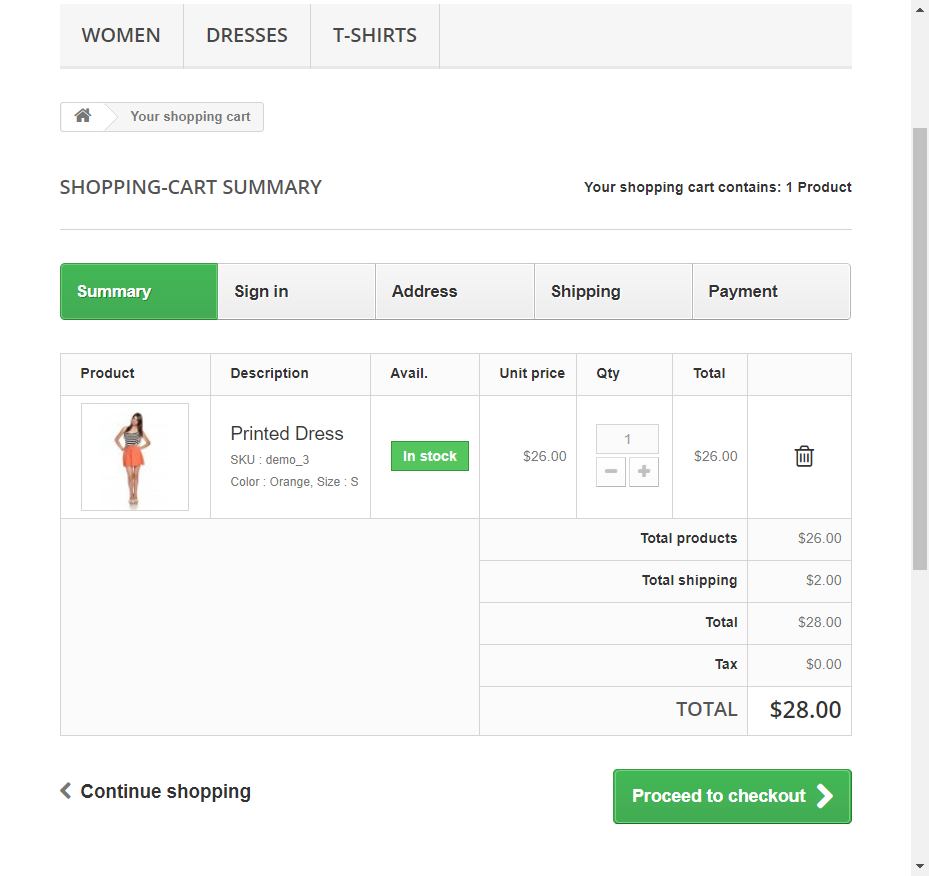 WOMEN DRESSES T-SHIRTS
Your shopping cart
SHOPPING-CART SUMMARY Your shopping cart contains: 1 Product
Summary Sign in Address Shipping Payment
Product Description Avail. Unit price Qty Total
Printed Dress
SKU : demo_3
Color : Orange, Size : S
In stock
$26.00
1
$26.00
Total products $26.00
Total shipping $2.00
Total $28.00
Tax $0.00
TOTAL $28.00
Continue shopping Proceed to checkout